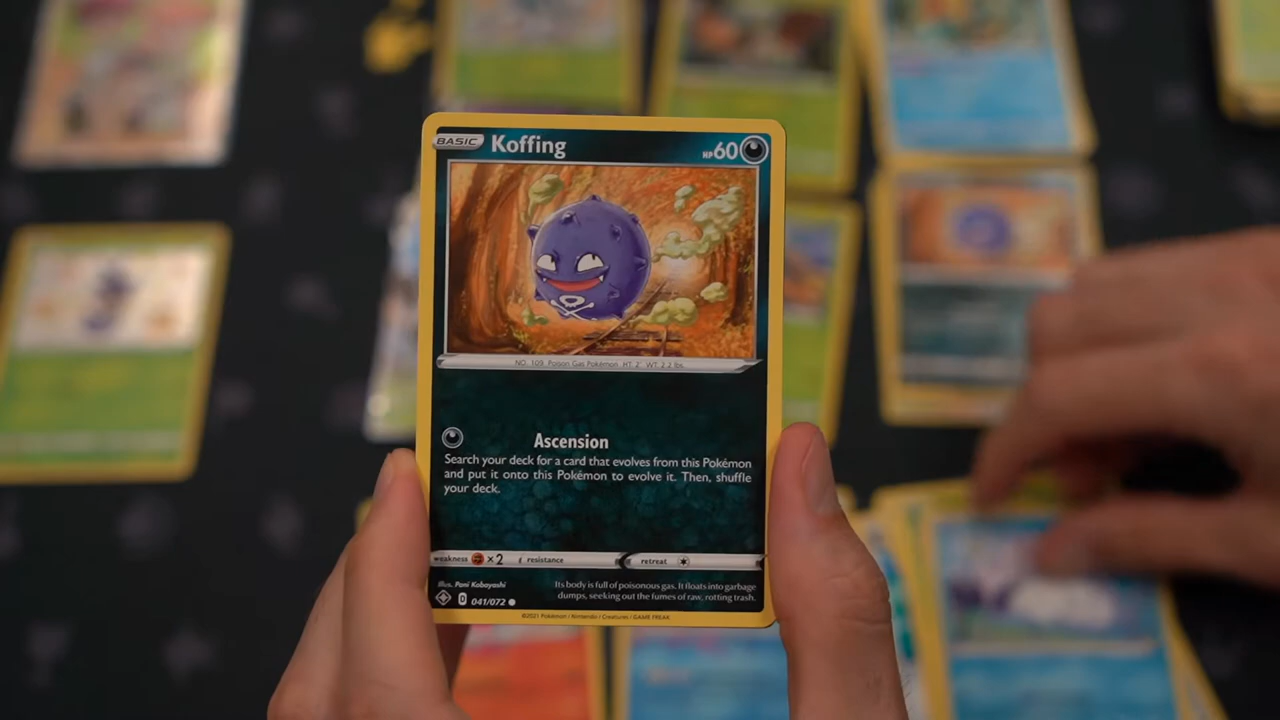 BASIC Koffing HP60
NO. 109 Poison Gas Pokémon HT. 2' WT. 2.2 lbs.
Ascension
Search your deck for a card that evolves from this Pokémon
and put it onto this Pokémon to evolve it. Then, shuffle
your deck.
weakness ×2 resistance retreat
Illus. Pani Kobayashi
Its body is full of poisonous gas. It floats into garbage
dumps, seeking out the fumes of raw, rotting trash.
D 041/072
©2021 Pokémon / Nintendo / Creatures / GAME FREAK